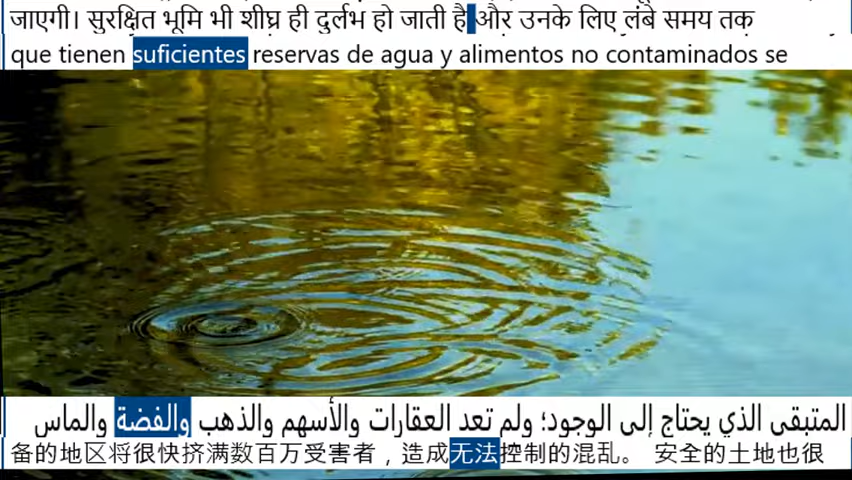 जाएगी। सुरक्षित भूमि भी शीघ्र ही दुर्लभ हो जाती है और उनके लिए लंबे समय तक
que tienen suficientes reservas de agua y alimentos no contaminados se
المتبقى الذي يحتاج إلى الوجود؛ ولم تعد العقارات والأسهم والذهب والفضة والماس
备的地区将很快挤满数百万受害者，造成无法控制的混乱。 安全的土地也很